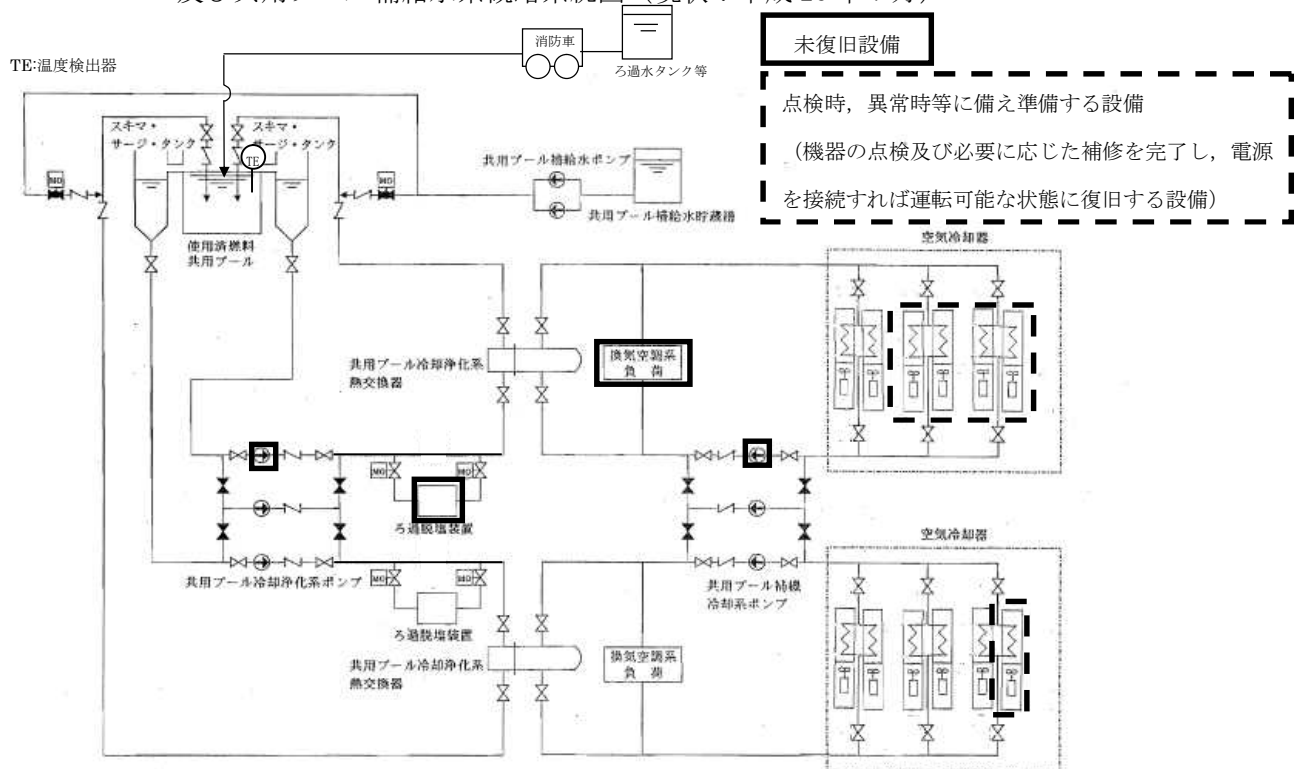 消防車
ろ過水タンク等
TE:温度検出器
未復旧設備
点検時，異常時等に備え準備する設備
（機器の点検及び必要に応じた補修を完了し，電源
を接続すれば運転可能な状態に復旧する設備）
スキマ・
サージ・タンク
スキマ・
サージ・タンク
TE
MO
MO
共用プール補給水ポンプ
共用プール補給水貯蔵槽
使用済燃料
共用プール
空気冷却器
共用プール冷却浄化系
熱交換器
換気空調系
負荷
MO
MO
ろ過脱塩装置
共用プール冷却浄化系ポンプ
MO
MO
ろ過脱塩装置
共用プール補機
冷却系ポンプ
空気冷却器
共用プール冷却浄化系
熱交換器
換気空調系
負荷